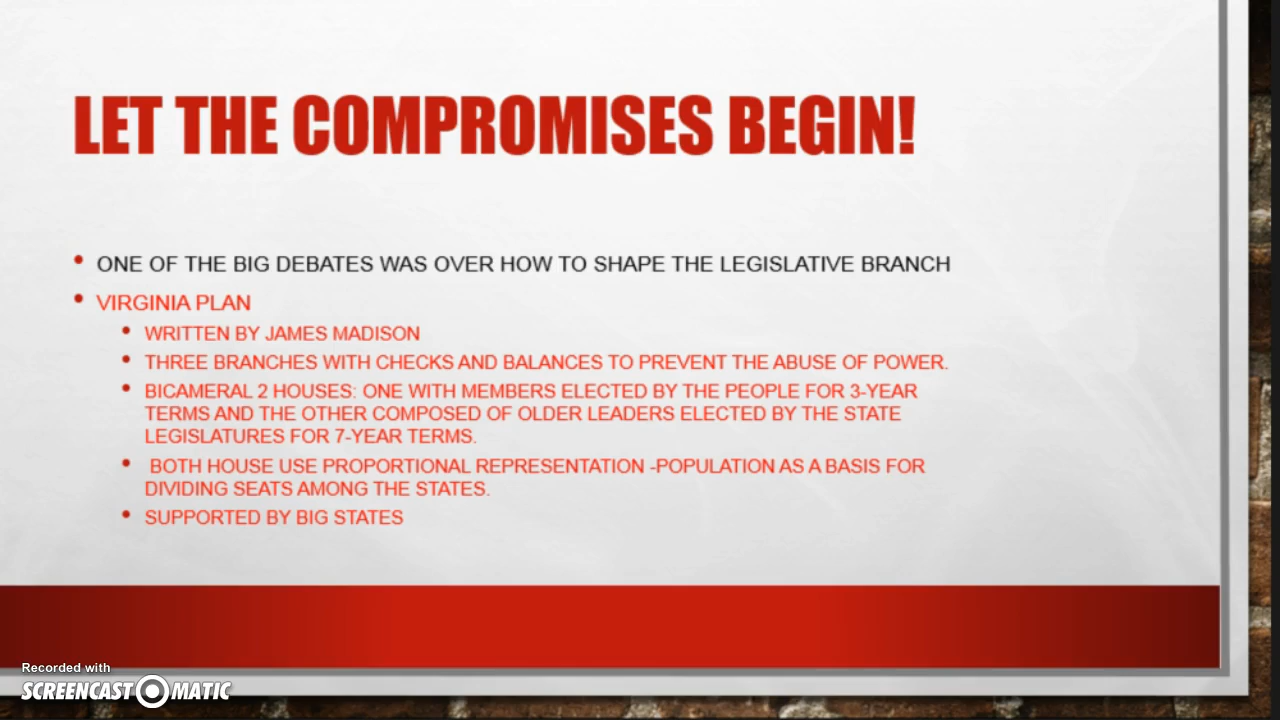 LET THE COMPROMISES BEGIN!
• ONE OF THE BIG DEBATES WAS OVER HOW TO SHAPE THE LEGISLATIVE BRANCH
• VIRGINIA PLAN
• WRITTEN BY JAMES MADISON
• THREE BRANCHES WITH CHECKS AND BALANCES TO PREVENT THE ABUSE OF POWER.
• BICAMERAL 2 HOUSES: ONE WITH MEMBERS ELECTED BY THE PEOPLE FOR 3-YEAR
TERMS AND THE OTHER COMPOSED OF OLDER LEADERS ELECTED BY THE STATE
LEGISLATURES FOR 7-YEAR TERMS.
• BOTH HOUSE USE PROPORTIONAL REPRESENTATION -POPULATION AS A BASIS FOR
DIVIDING SEATS AMONG THE STATES.
• SUPPORTED BY BIG STATES
Recorded with
SCREENCAST-O-MATIC